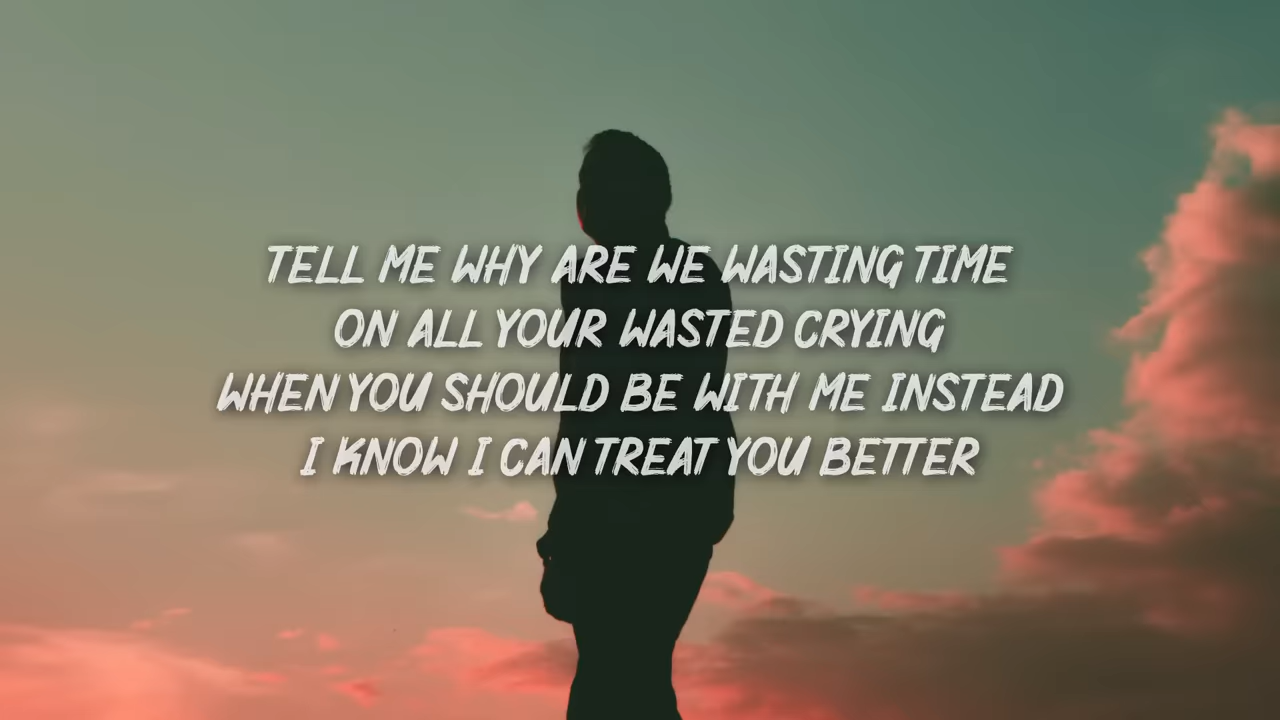 TELL ME WHY ARE WE WASTING TIME
ON ALL YOUR WASTED CRYING
WHEN YOU SHOULD BE WITH ME INSTEAD
I KNOW I CAN TREAT YOU BETTER